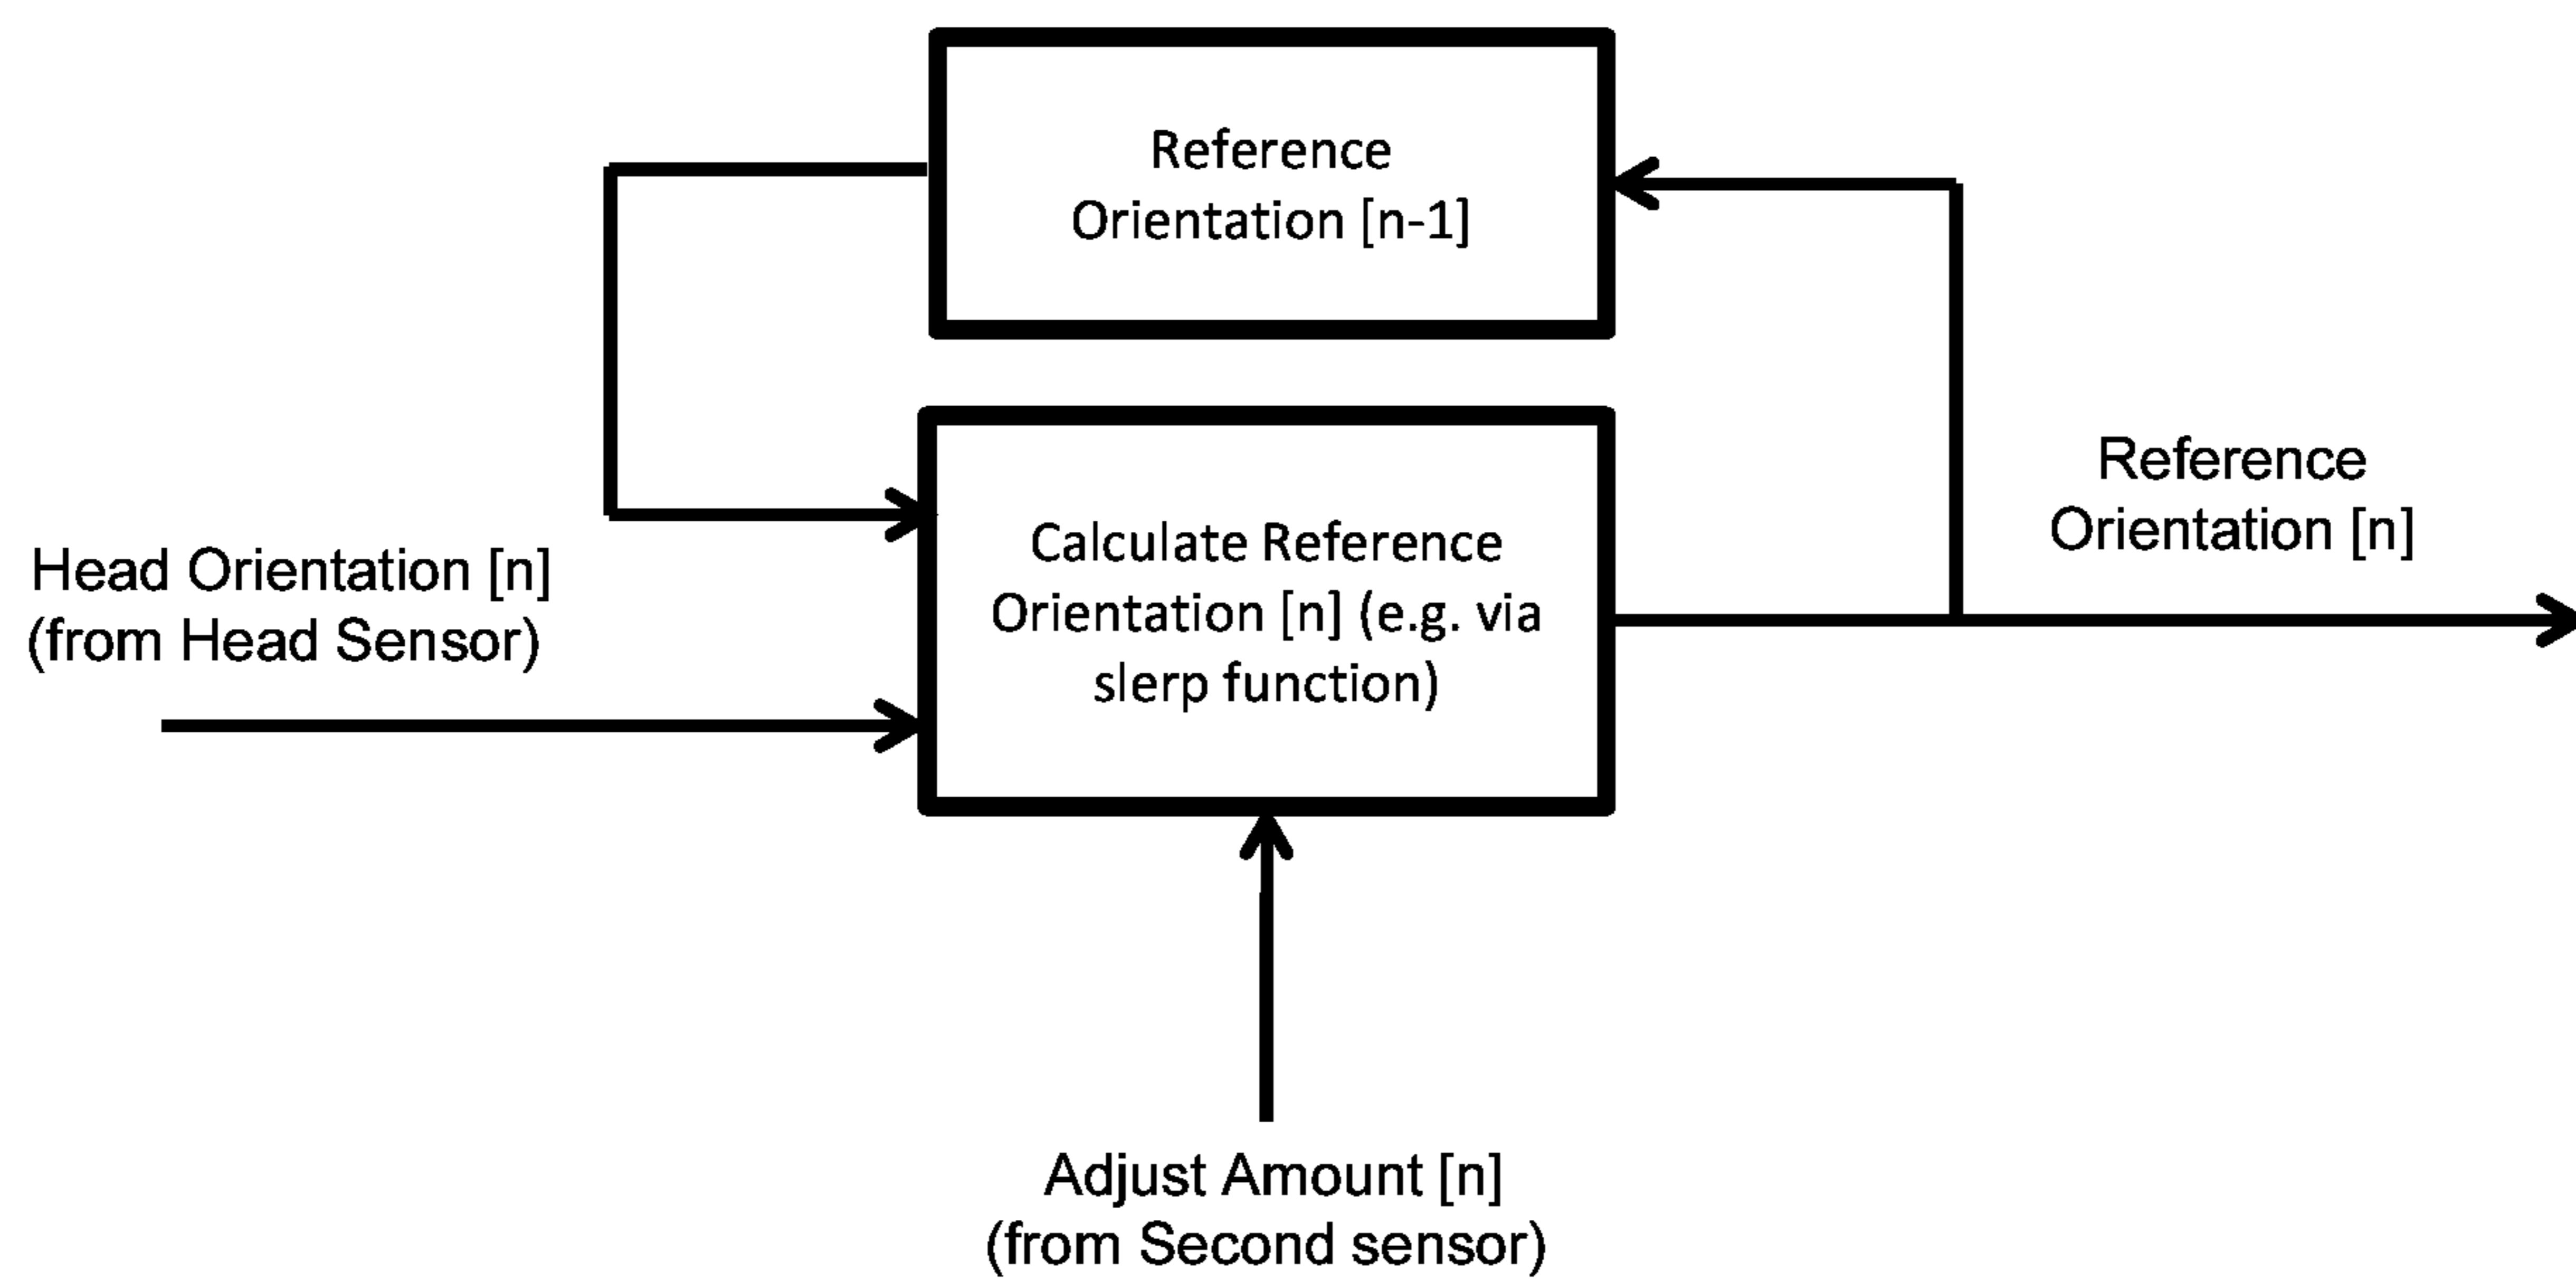 Reference
Orientation [n-1]
Head Orientation [n]
(from Head Sensor)
Calculate Reference
Orientation [n] (e.g. via
slerp function)
Reference
Orientation [n]
Adjust Amount [n]
(from Second sensor)